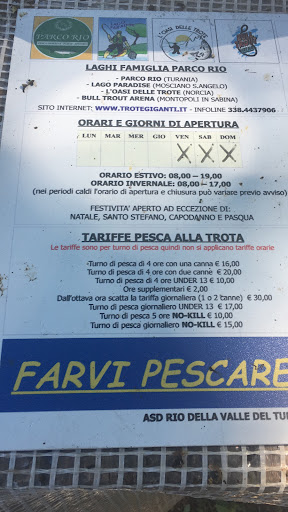 PARCO RIO
L'OASI DELLE TROTE
LAGHI FAMIGLIA PARCO RIO
- PARCO RIO (TURANIA)
- LAGO PARADISE (MOSCIANO S.ANGELO)
- L'OASI DELLE TROTE (NORCIA)
- BULL TROUT ARENA (MONTOPOLI IN SABINA)
SITO INTERNET: WWW.TROTEGIGANTI.IT - INFOLINE 338.4437906
ORARI E GIORNI DI APERTURA
LUN MAR MER GIO VEN SAB DOM
X X X
ORARIO ESTIVO: 08,00 – 19,00
ORARIO INVERNALE: 08,00 – 17,00
(nei periodi caldi l'orario di apertura e chiusura può variare previo avviso)
FESTIVITA' APERTO AD ECCEZIONE DI:
NATALE, SANTO STEFANO, CAPODANNO E PASQUA
TARIFFE PESCA ALLA TROTA
Le tariffe sono per turno di pesca quindi non si applicano tariffe orarie
-Turno di pesca di 4 ore con una canna € 16,00
-Turno di pesca di 4 ore con due canne € 20,00
-Turno di pesca di 4 ore UNDER 13 € 10,00
Ore supplementari € 2,00
Dall'ottava ora scatta la tariffa giornaliera (1 o 2 canne) € 30,00
-Turno di pesca giornaliero UNDER 13 € 17,00
Turno di pesca 5 ore NO-KILL € 10,00
Turno di pesca giornaliero NO-KILL € 15,00
FARVI PESCARE
ASD RIO DELLA VALLE DEL TU